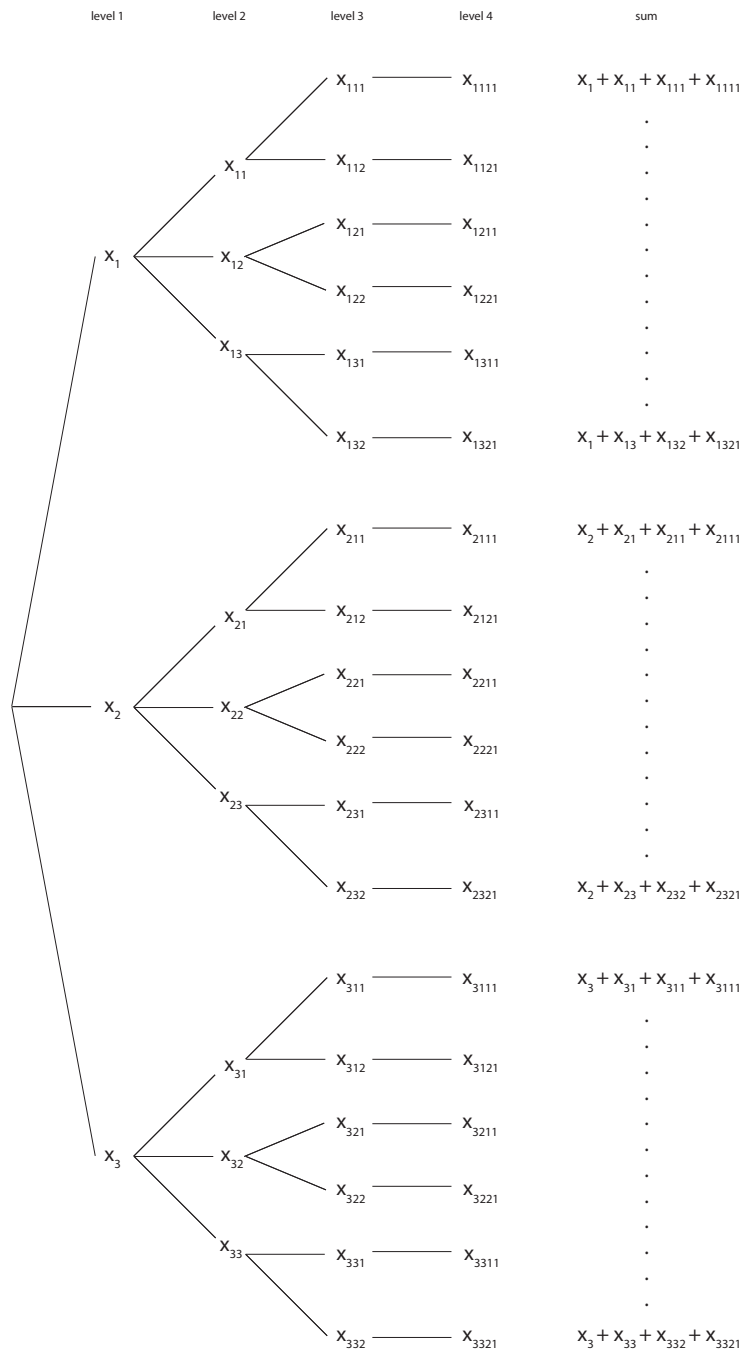 level 1 level 2 level 3 level 4 sum
x₁₁₁ x₁₁₁₁ x₁ + x₁₁ + x₁₁₁ + x₁₁₁₁
x₁₁ x₁₁₂ x₁₁₂₁
x₁₂₁ x₁₂₁₁
x₁ x₁₂
x₁₂₂ x₁₂₂₁
x₁₃ x₁₃₁ x₁₃₁₁
x₁₃₂ x₁₃₂₁ x₁ + x₁₃ + x₁₃₂ + x₁₃₂₁
x₂₁₁ x₂₁₁₁ x₂ + x₂₁ + x₂₁₁ + x₂₁₁₁
x₂₁ x₂₁₂ x₂₁₂₁
x₂₂₁ x₂₂₁₁
x₂ x₂₂
x₂₂₂ x₂₂₂₁
x₂₃ x₂₃₁ x₂₃₁₁
x₂₃₂ x₂₃₂₁ x₂ + x₂₃ + x₂₃₂ + x₂₃₂₁
x₃₁₁ x₃₁₁₁ x₃ + x₃₁ + x₃₁₁ + x₃₁₁₁
x₃₁ x₃₁₂ x₃₁₂₁
x₃₂₁ x₃₂₁₁
x₃ x₃₂
x₃₂₂ x₃₂₂₁
x₃₃ x₃₃₁ x₃₃₁₁
x₃₃₂ x₃₃₂₁ x₃ + x₃₃ + x₃₃₂ + x₃₃₂₁